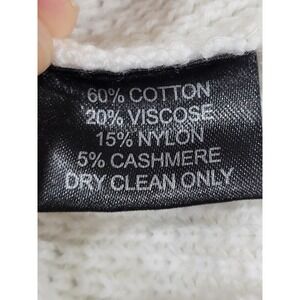 60% COTTON
20% VISCOSE
15% NYLON
5% CASHMERE
DRY CLEAN ONLY